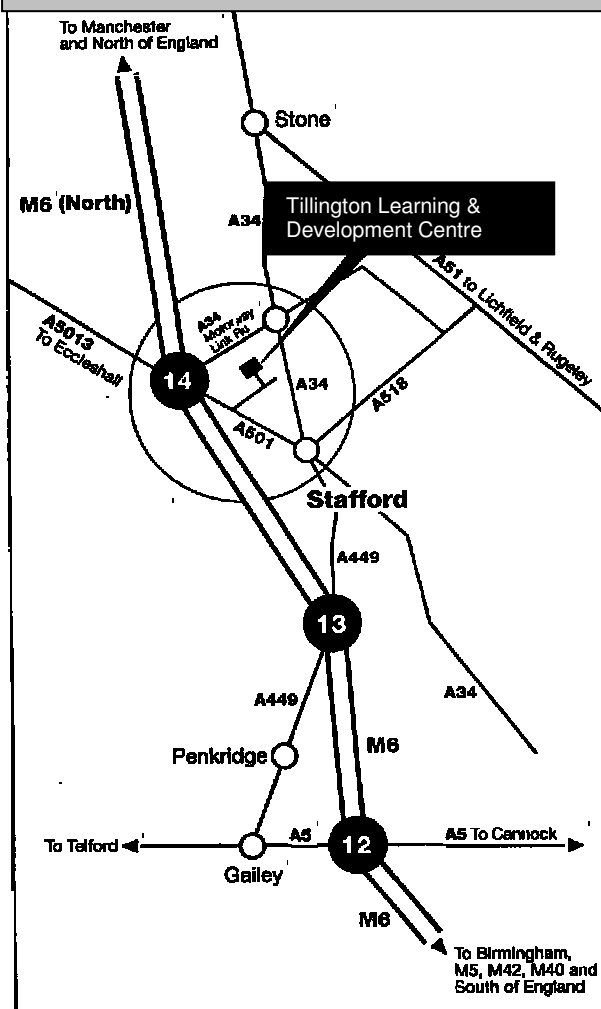 To Manchester
and North of England
Stone
M6 (North)
A34
Tillington Learning &
Development Centre
A51 to Lichfield & Rugeley
A34
Motorway
Link Rd
A5013
To Eccleshall
14
A34
A518
A501
Stafford
A449
13
A449
A34
M6
Penkridge
To Telford
A5
12
A5 To Cannock
Gailey
M6
To Birmingham,
M5, M42, M40 and
South of England